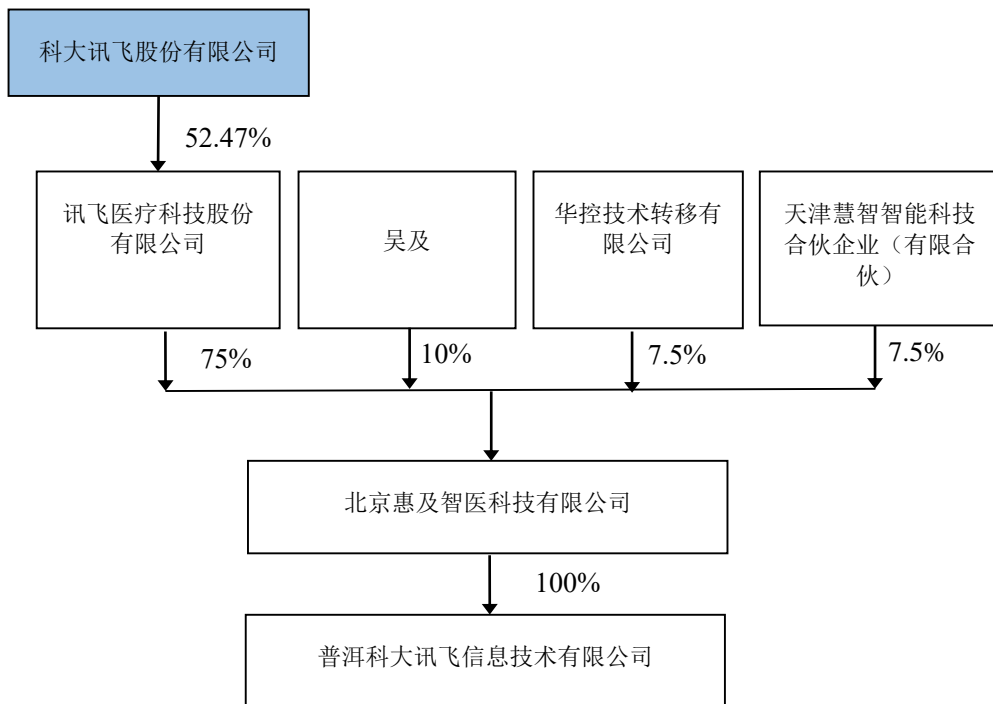 科大讯飞股份有限公司
52.47%
讯飞医疗科技股份
有限公司
吴及
华控技术转移有
限公司
天津慧智智能科技
合伙企业（有限合
伙）
75%
10%
7.5%
7.5%
北京惠及智医科技有限公司
100%
普洱科大讯飞信息技术有限公司